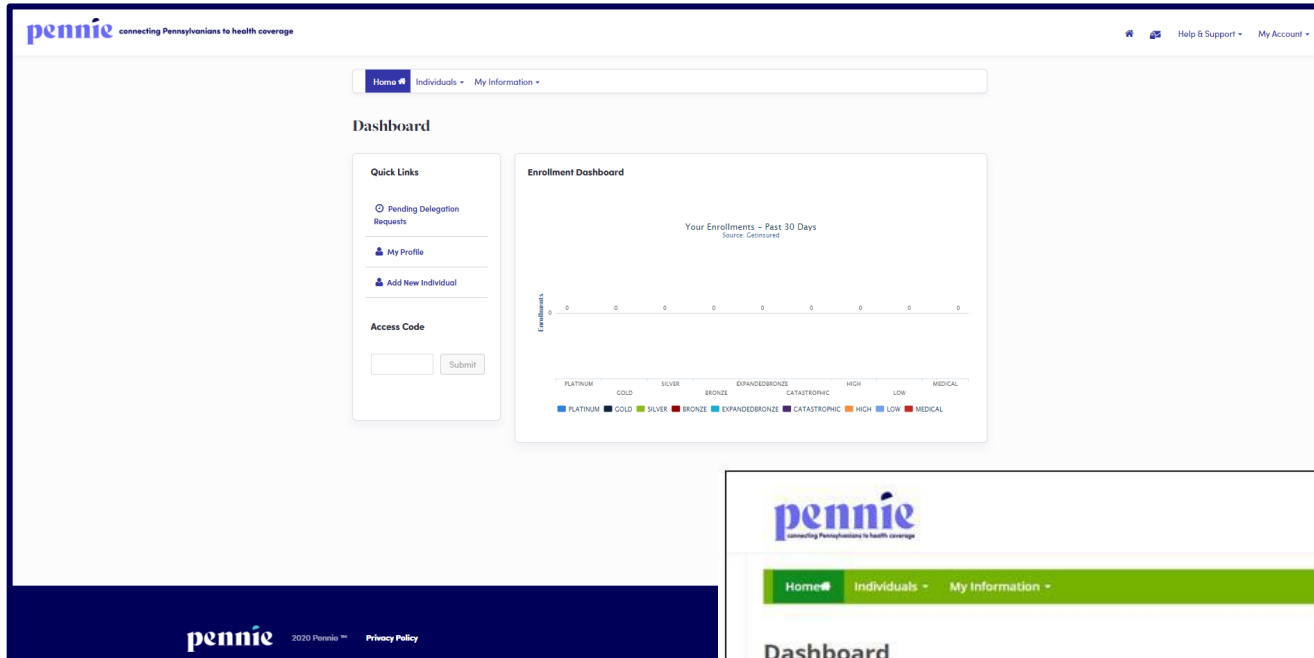 pennie connecting Pennsylvanians to health coverage
Help & Support
My Account
Home Individuals My Information
Dashboard
Quick Links
Pending Delegation
Requests
My Profile
Add New Individual
Access Code
Submit
Enrollment Dashboard
Your Enrollments - Past 30 Days
Source: Getinsured
Enrollments
0
0 0 0 0 0 0 0 0 0
PLATINUM SILVER EXPANDEDBRONZE HIGH MEDICAL
GOLD BRONZE CATASTROPHIC LOW
PLATINUM GOLD SILVER BRONZE EXPANDEDBRONZE CATASTROPHIC HIGH LOW MEDICAL
pennie 2020 Pennie ™ Privacy Policy
pennie
connecting Pennsylvanians to health coverage
Home Individuals My Information
Dashboard